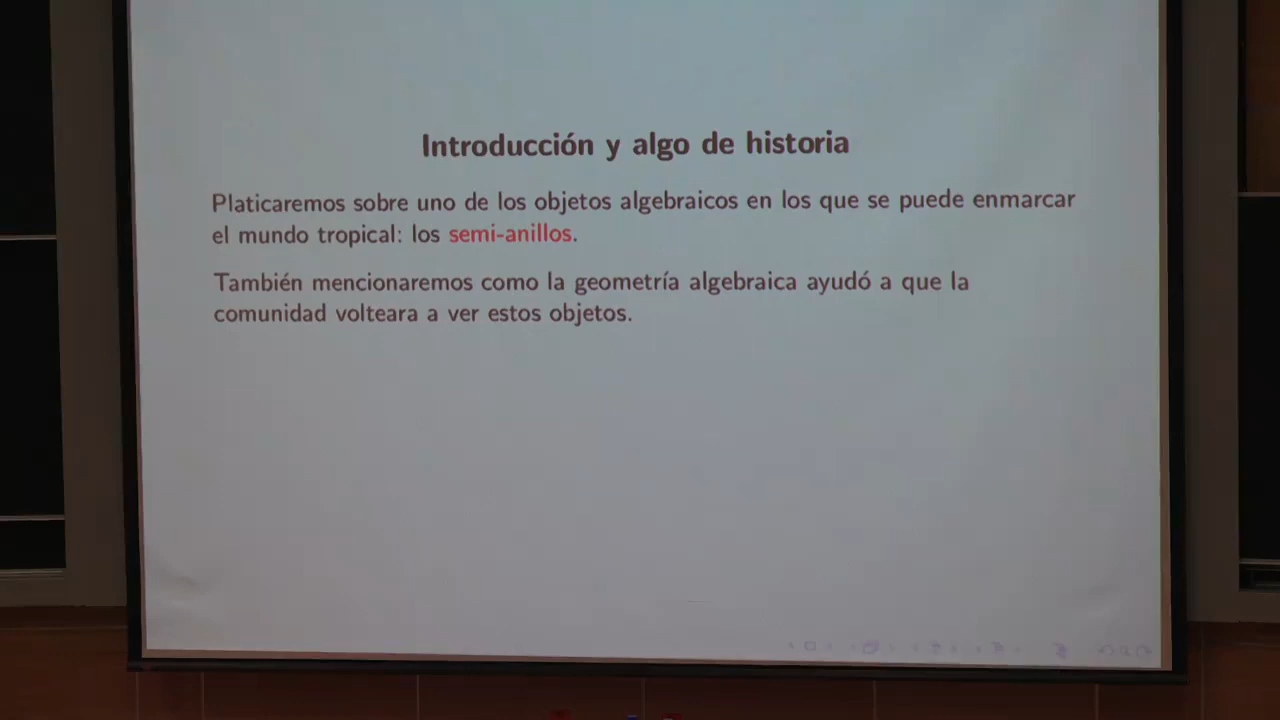 Introducción y algo de historia
Platicaremos sobre uno de los objetos algebraicos en los que se puede enmarcar
el mundo tropical: los semi-anillos.
También mencionaremos como la geometría algebraica ayudó a que la
comunidad volteara a ver estos objetos.